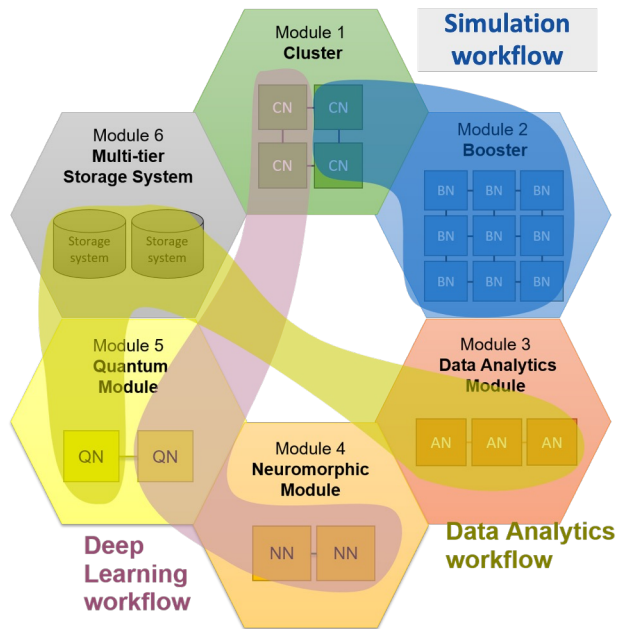 Simulation
workflow
Module 1
Cluster
CN CN
CN CN
Module 2
Booster
BN BN BN
BN BN BN
BN BN BN
Module 6
Multi-tier
Storage System
Storage
system
Storage
system
Module 5
Quantum
Module
QN QN
Module 3
Data Analytics
Module
AN AN AN
Module 4
Neuromorphic
Module
NN NN
Deep
Learning
workflow
Data Analytics
workflow